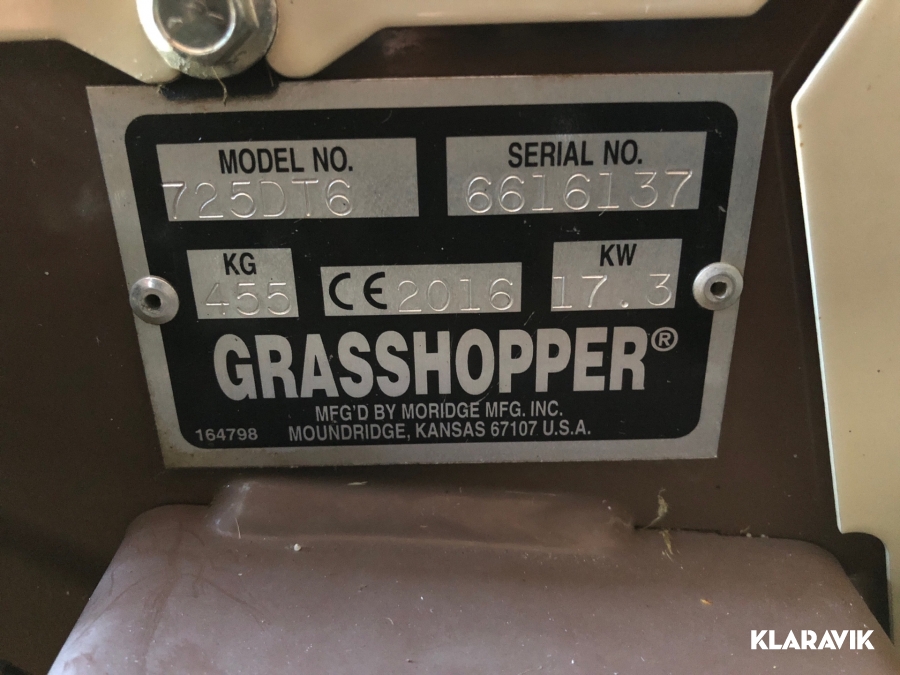 MODEL NO.
725DT6
SERIAL NO.
6616137
KG
455
CE 2016
KW
17.3
GRASSHOPPER®
MFG'D BY MORIDGE MFG. INC.
164798 MOUNDRIDGE, KANSAS 67107 U.S.A.
KLARAVIK